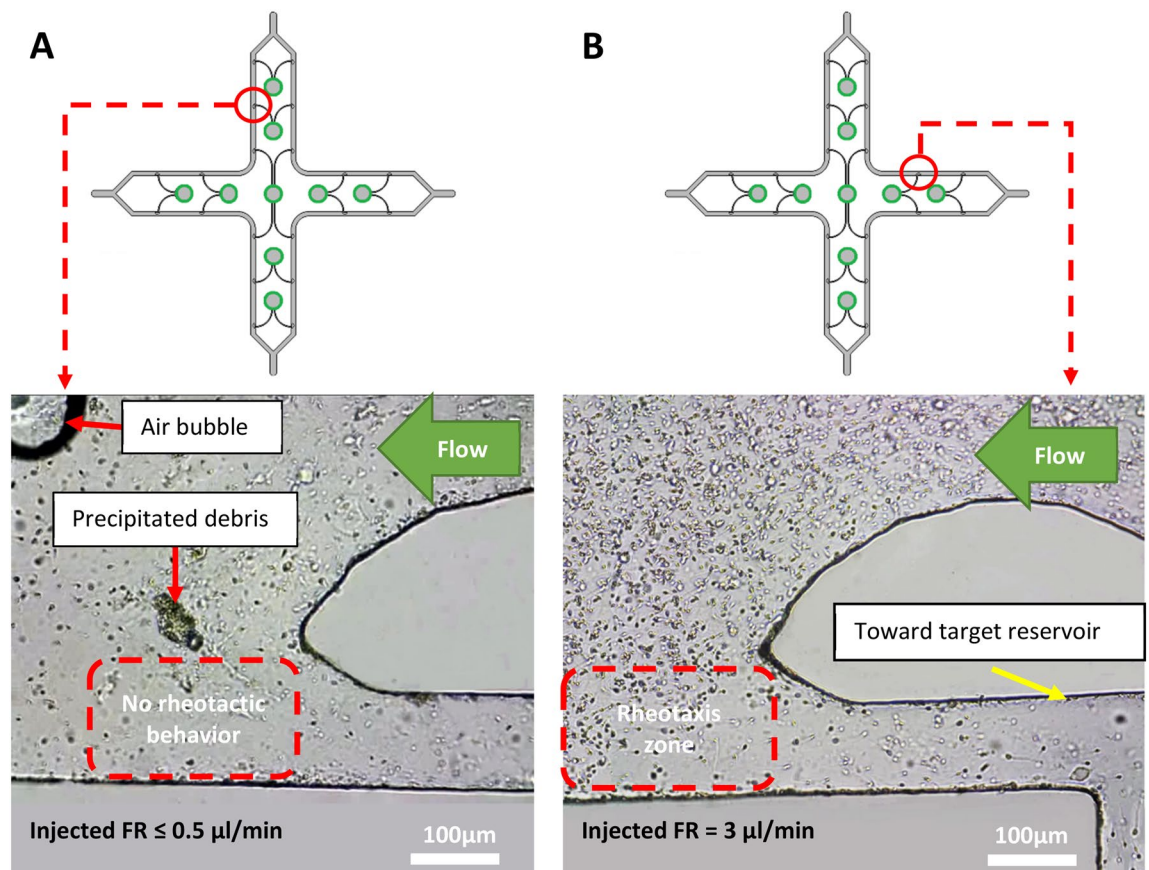 A
B
Air bubble
Flow
Precipitated debris
No rheotactic
behavior
Injected FR ≤ 0.5 µl/min
100µm
Flow
Toward target reservoir
Rheotaxis
zone
Injected FR = 3 µl/min
100µm